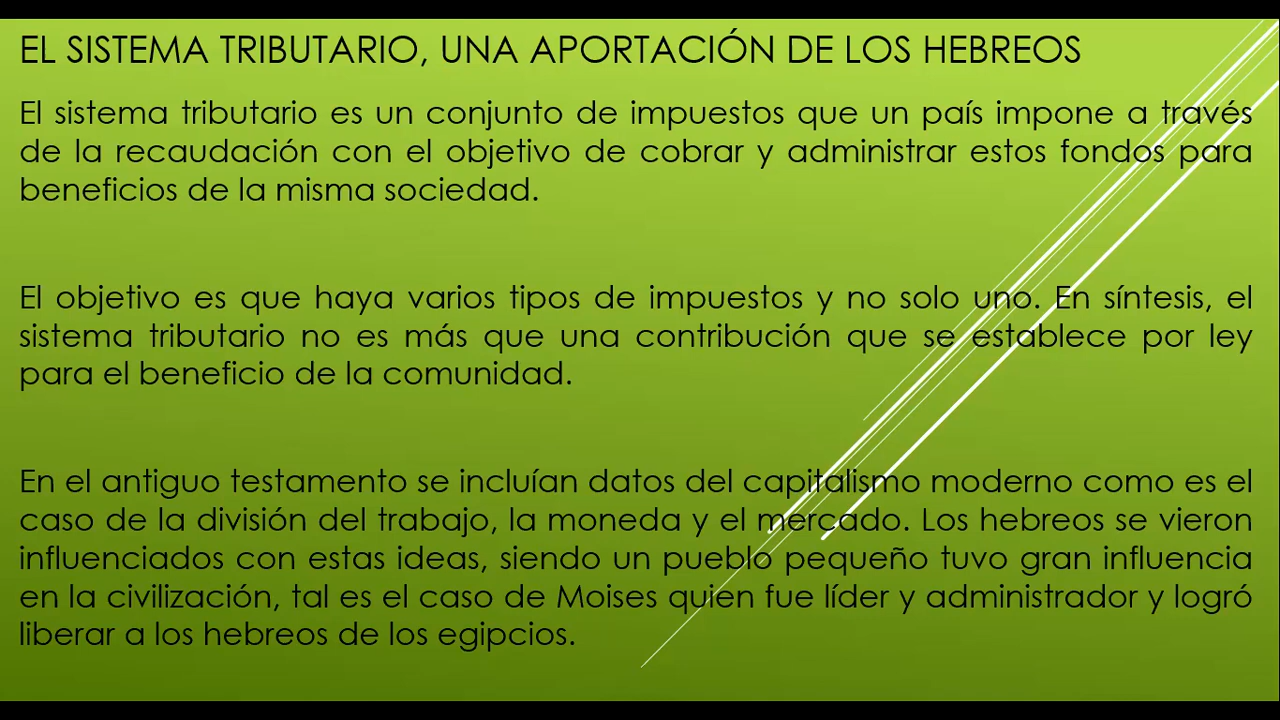 EL SISTEMA TRIBUTARIO, UNA APORTACIÓN DE LOS HEBREOS
El sistema tributario es un conjunto de impuestos que un país impone a través
de la recaudación con el objetivo de cobrar y administrar estos fondos para
beneficios de la misma sociedad.
El objetivo es que haya varios tipos de impuestos y no solo uno. En síntesis, el
sistema tributario no es más que una contribución que se establece por ley
para el beneficio de la comunidad.
En el antiguo testamento se incluían datos del capitalismo moderno como es el
caso de la división del trabajo, la moneda y el mercado. Los hebreos se vieron
influenciados con estas ideas, siendo un pueblo pequeño tuvo gran influencia
en la civilización, tal es el caso de Moises quien fue líder y administrador y logró
liberar a los hebreos de los egipcios.